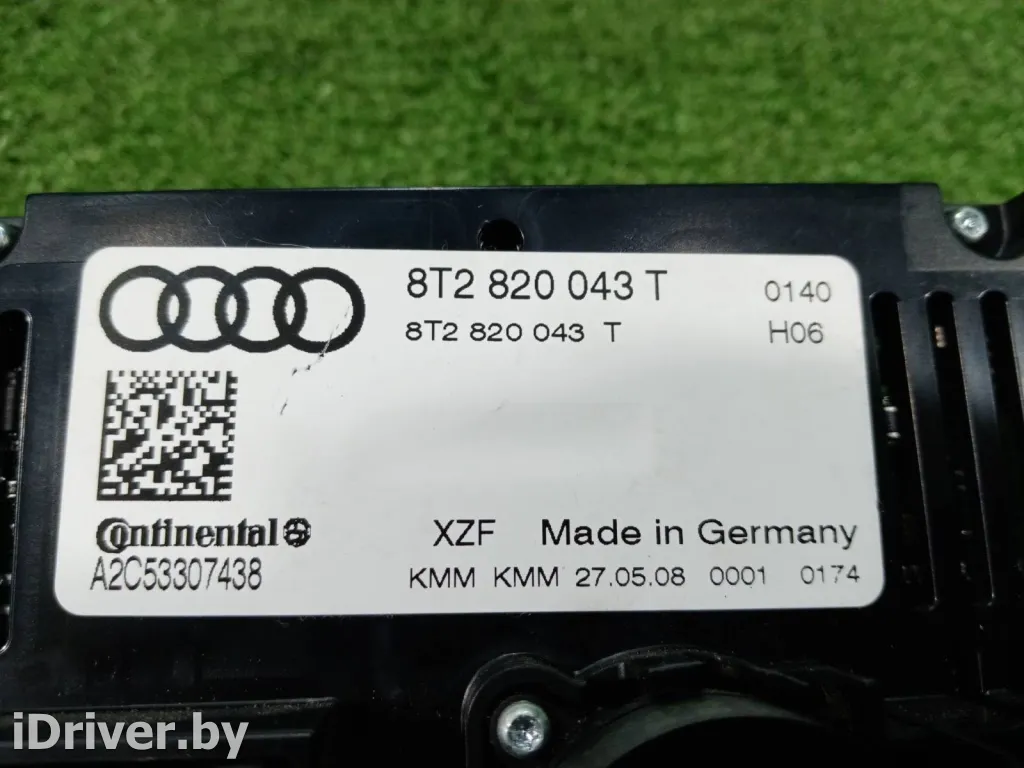 8T2 820 043 T 0140
8T2 820 043 T H06
Continental
XZF Made in Germany
A2C53307438
KMM KMM 27.05.08 0001 0174
iDriver.by